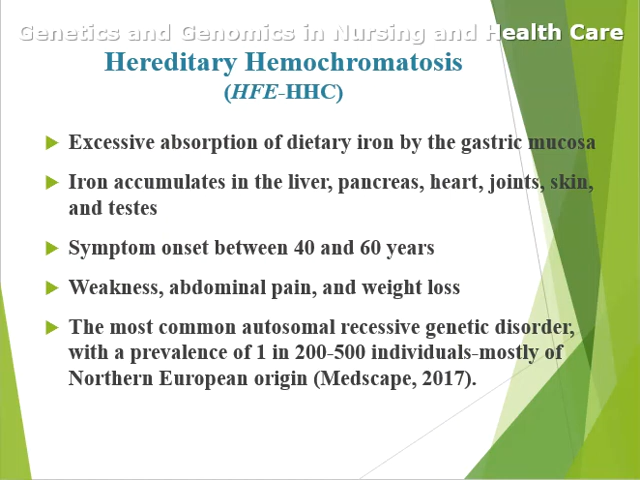 Genetics and Genomics in Nursing and Health Care
Hereditary Hemochromatosis
(HFE-HHC)
Excessive absorption of dietary iron by the gastric mucosa
Iron accumulates in the liver, pancreas, heart, joints, skin,
and testes
Symptom onset between 40 and 60 years
Weakness, abdominal pain, and weight loss
The most common autosomal recessive genetic disorder,
with a prevalence of 1 in 200-500 individuals-mostly of
Northern European origin (Medscape, 2017).